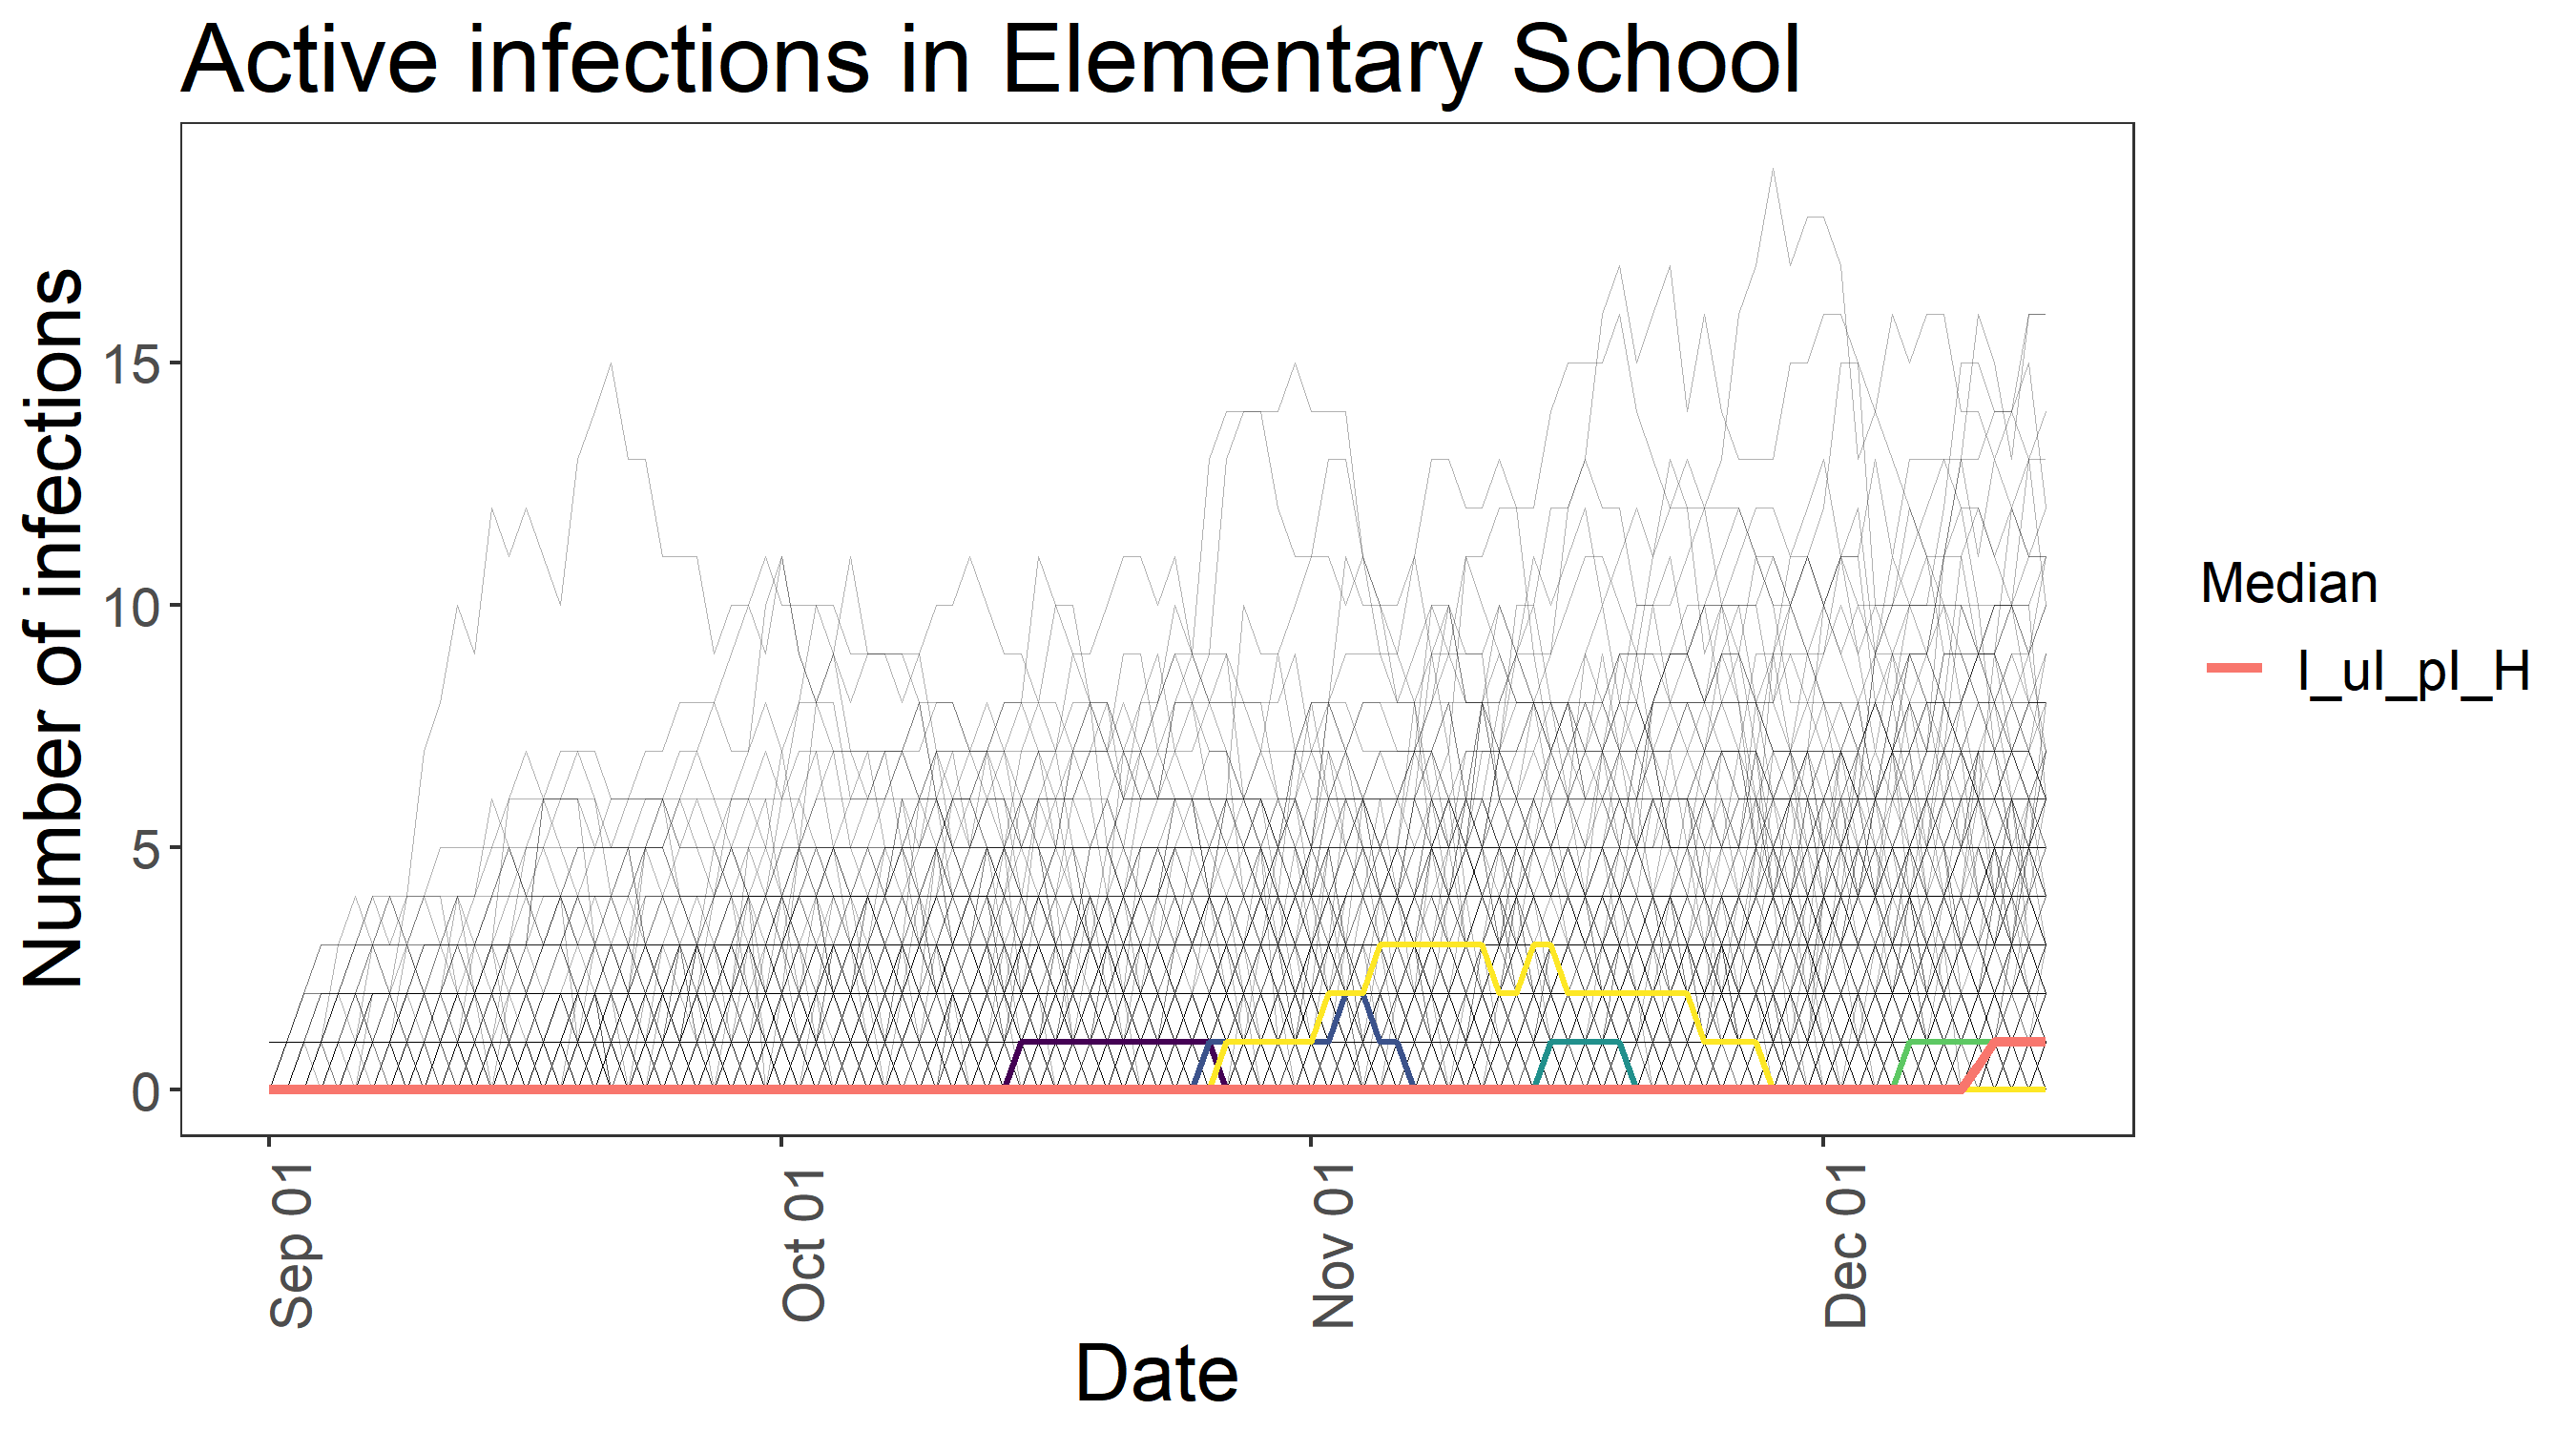 Active infections in Elementary School
Number of infections
15
10
5
0
Sep 01
Oct 01
Nov 01
Dec 01
Date
Median
I_uI_pI_H